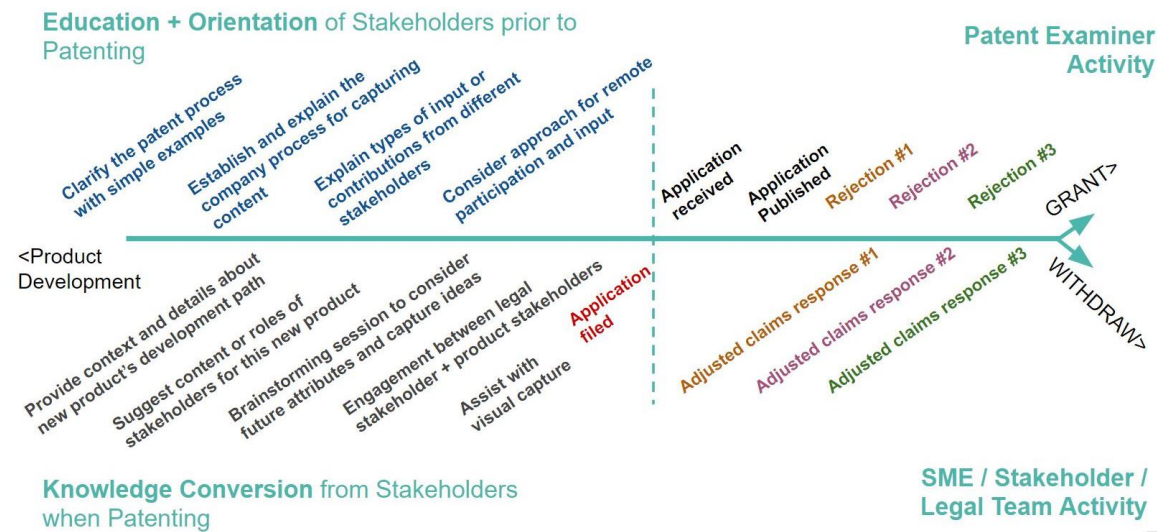 Education + Orientation of Stakeholders prior to
Patenting
Patent Examiner
Activity
Clarify the patent process
with simple examples
Establish and explain the
company process for capturing
content
Explain types of input or
contributions from different
stakeholders
Consider approach for remote
participation and input
Application
received
Application
Published
Rejection #1
Rejection #2
Rejection #3
GRANT>
<Product
Development
WITHDRAW>
Provide context and details about
new product's development path
Suggest content or roles of
stakeholders for this new product
Brainstorming session to consider
future attributes and capture ideas
Engagement between legal
stakeholder + product stakeholders
Assist with
visual capture
Application
filed
Adjusted claims response #1
Adjusted claims response #2
Adjusted claims response #3
Knowledge Conversion from Stakeholders
when Patenting
SME / Stakeholder /
Legal Team Activity